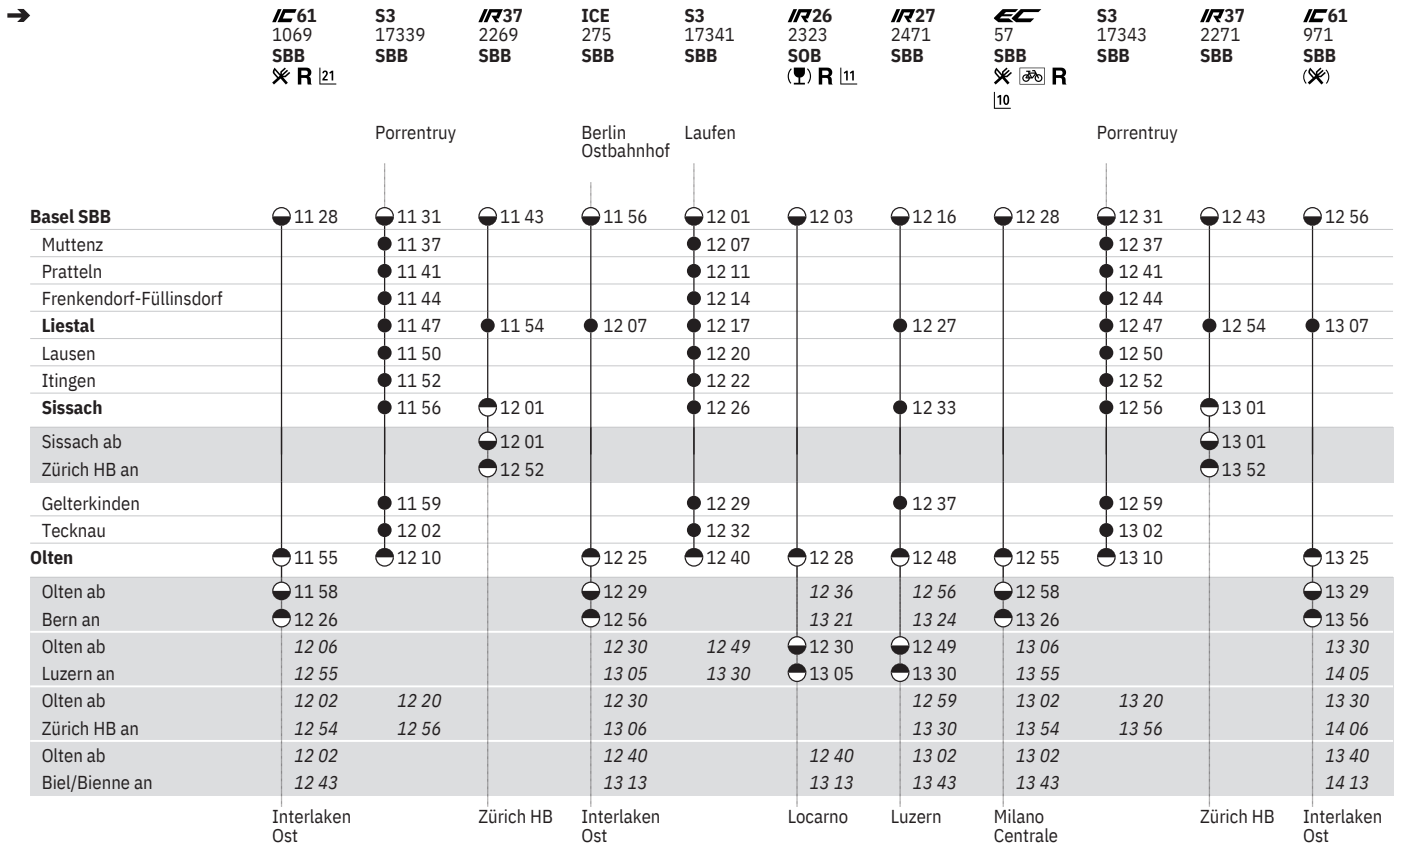 IC61 S3 IR37 ICE S3 IR26 IR27 EC S3 IR37 IC61
1069 17339 2269 275 17341 2323 2471 57 17343 2271 971
SBB SBB SBB SBB SBB SOB SBB SBB SBB SBB SBB
R 21 ( ) R 11 R ( )
10
Porrentruy Berlin Laufen Porrentruy
Ostbahnhof
Basel SBB 11 28 11 31 11 43 11 56 12 01 12 03 12 16 12 28 12 31 12 43 12 56
Muttenz 11 37 12 07 12 37
Pratteln 11 41 12 11 12 41
Frenkendorf-Füllinsdorf 11 44 12 14 12 44
Liestal 11 47 11 54 12 07 12 17 12 27 12 47 12 54 13 07
Lausen 11 50 12 20 12 50
Itingen 11 52 12 22 12 52
Sissach 11 56 12 01 12 26 12 33 12 56 13 01
Sissach ab 12 01 13 01
Zürich HB an 12 52 13 52
Gelterkinden 11 59 12 29 12 37 12 59
Tecknau 12 02 12 32 13 02
Olten 11 55 12 10 12 25 12 40 12 28 12 48 12 55 13 10 13 25
Olten ab 11 58 12 29 12 36 12 56 12 58 13 29
Bern an 12 26 12 56 13 21 13 24 13 26 13 56
Olten ab 12 06 12 30 12 49 12 30 12 49 13 06 13 30
Luzern an 12 55 13 05 13 30 13 05 13 30 13 55 14 05
Olten ab 12 02 12 20 12 30 12 59 13 02 13 20 13 30
Zürich HB an 12 54 12 56 13 06 13 30 13 54 13 56 14 06
Olten ab 12 02 12 40 12 40 13 02 13 02 13 40
Biel/Bienne an 12 43 13 13 13 13 13 43 13 43 14 13
Interlaken Zürich HB Interlaken Locarno Luzern Milano Zürich HB Interlaken
Ost Ost Centrale Ost